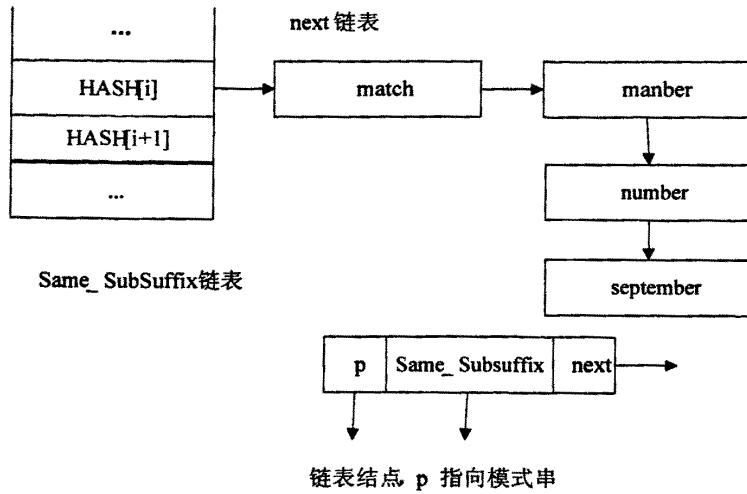 ...
next 链表
HASH[i]
match
manber
HASH[i+1]
...
number
Same_ SubSuffix链表
september
p
Same_ Subsuffix
next
链表结点, p 指向模式串